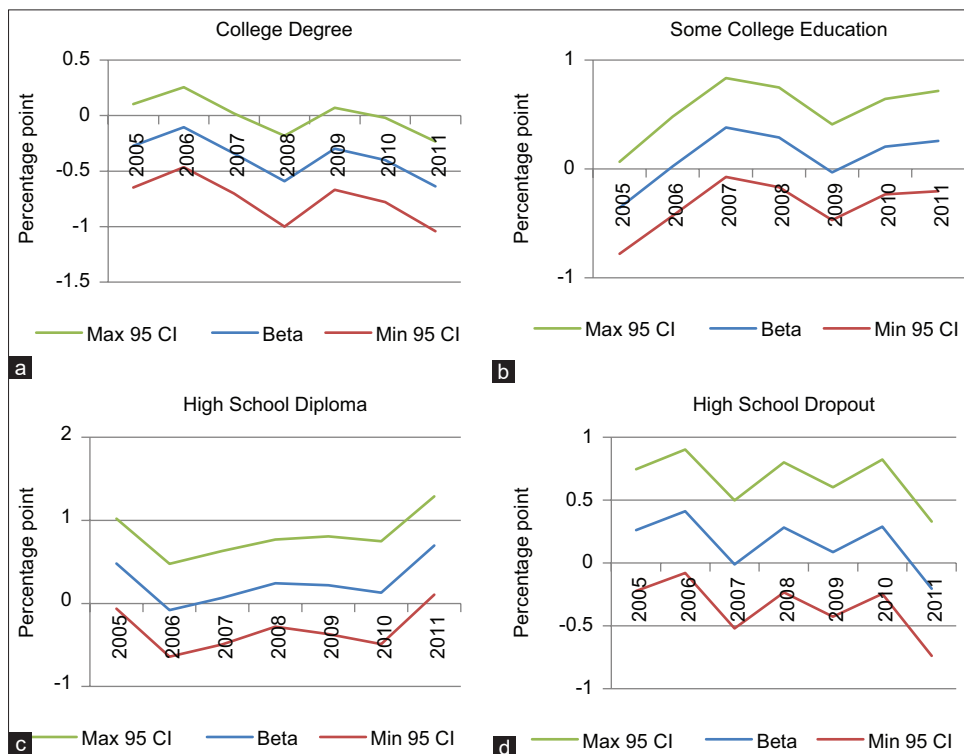 College Degree
0.5
0
-0.5
-1
-1.5
Percentage point
2005 2006 2007 2008 2009 2010 2011
Max 95 CI Beta Min 95 CI
a
Some College Education
1
0
-1
Percentage point
2005 2006 2007 2008 2009 2010 2011
Max 95 CI Beta Min 95 CI
b
High School Diploma
2
1
0
-1
Percentage point
2005 2006 2007 2008 2009 2010 2011
Max 95 CI Beta Min 95 CI
c
High School Dropout
1
0.5
0
-0.5
-1
Percentage point
2005 2006 2007 2008 2009 2010 2011
Max 95 CI Beta Min 95 CI
d